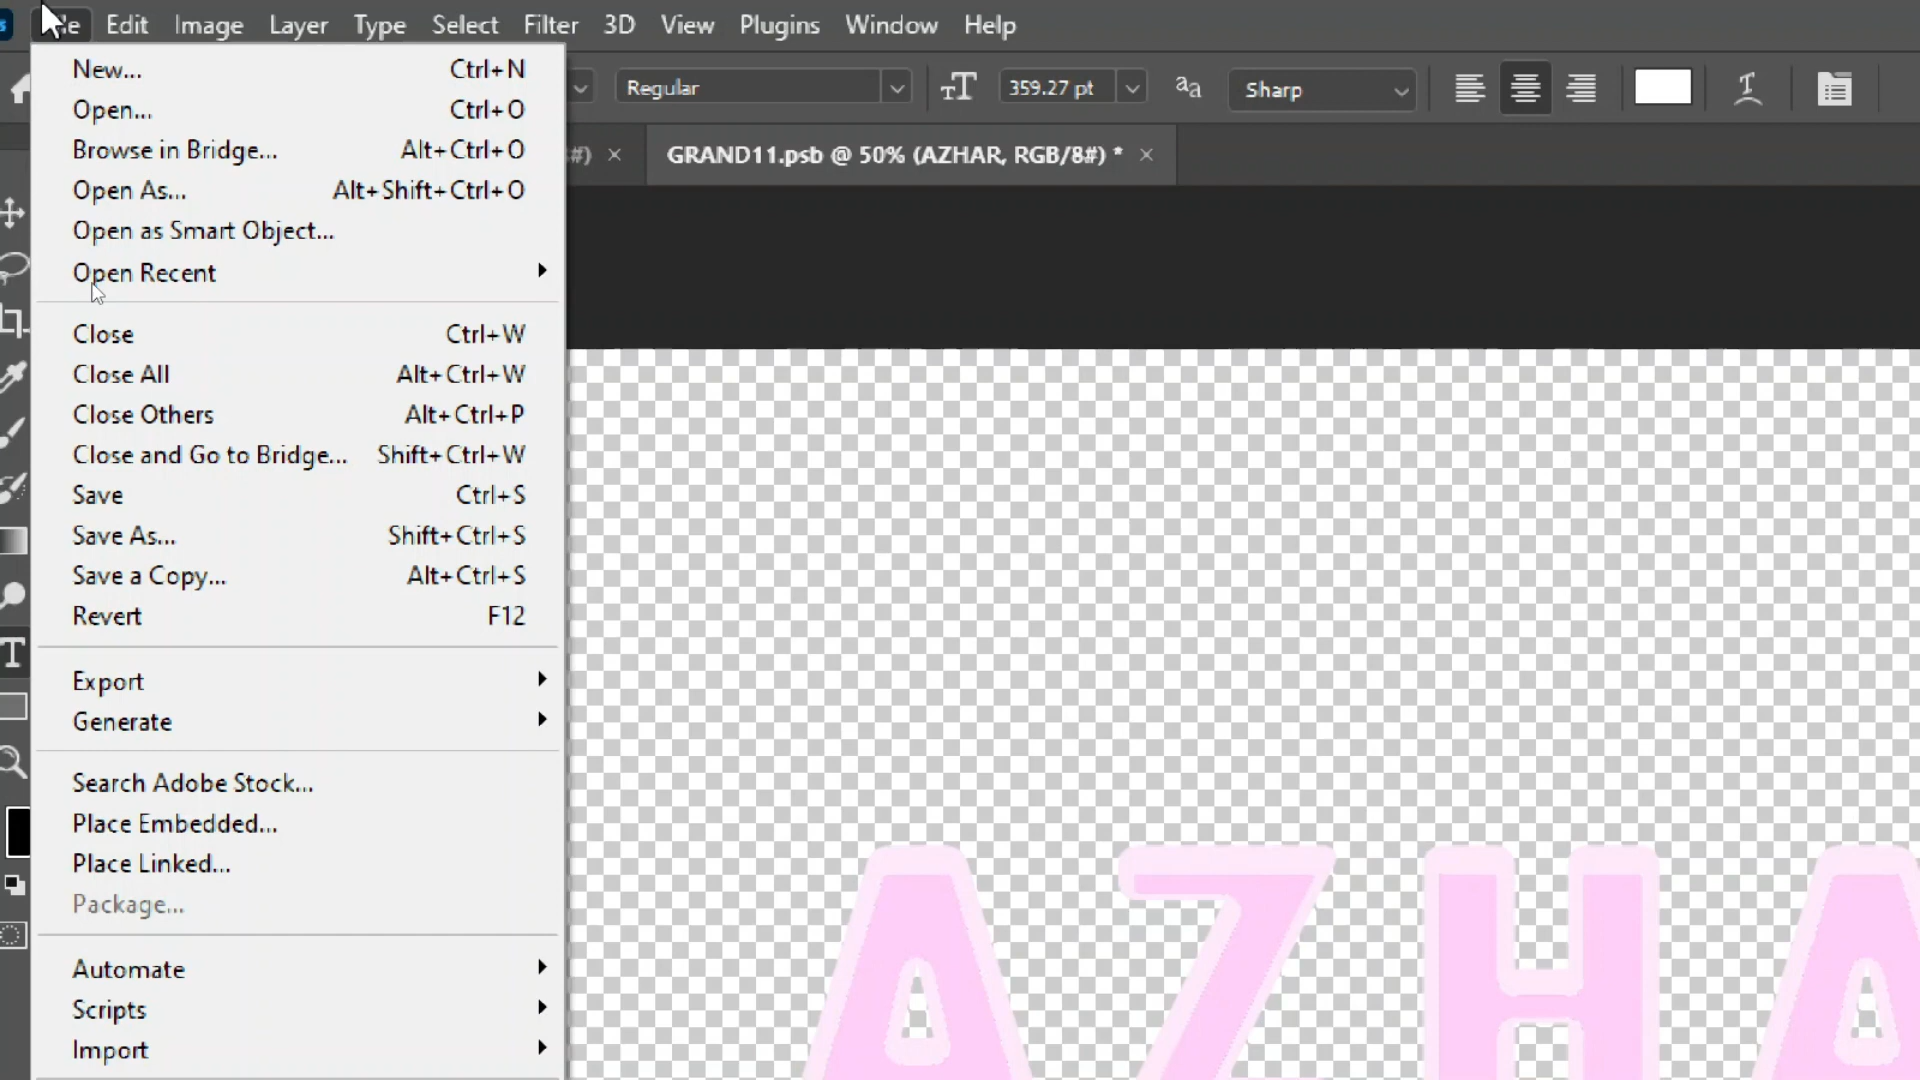 Edit Image Layer Type Select Filter 3D View Plugins Window Help
Regular 359.27 pt aa Sharp
GRAND11.psb @ 50% (AZHAR, RGB/8#) *
New... Ctrl+N
Open... Ctrl+O
Browse in Bridge... Alt+Ctrl+O
Open As... Alt+Shift+Ctrl+O
Open as Smart Object...
Open Recent
Close Ctrl+W
Close All Alt+Ctrl+W
Close Others Alt+Ctrl+P
Close and Go to Bridge... Shift+Ctrl+W
Save Ctrl+S
Save As... Shift+Ctrl+S
Save a Copy... Alt+Ctrl+S
Revert F12
Export
Generate
Search Adobe Stock...
Place Embedded...
Place Linked...
Package...
Automate
Scripts
Import
AZHA